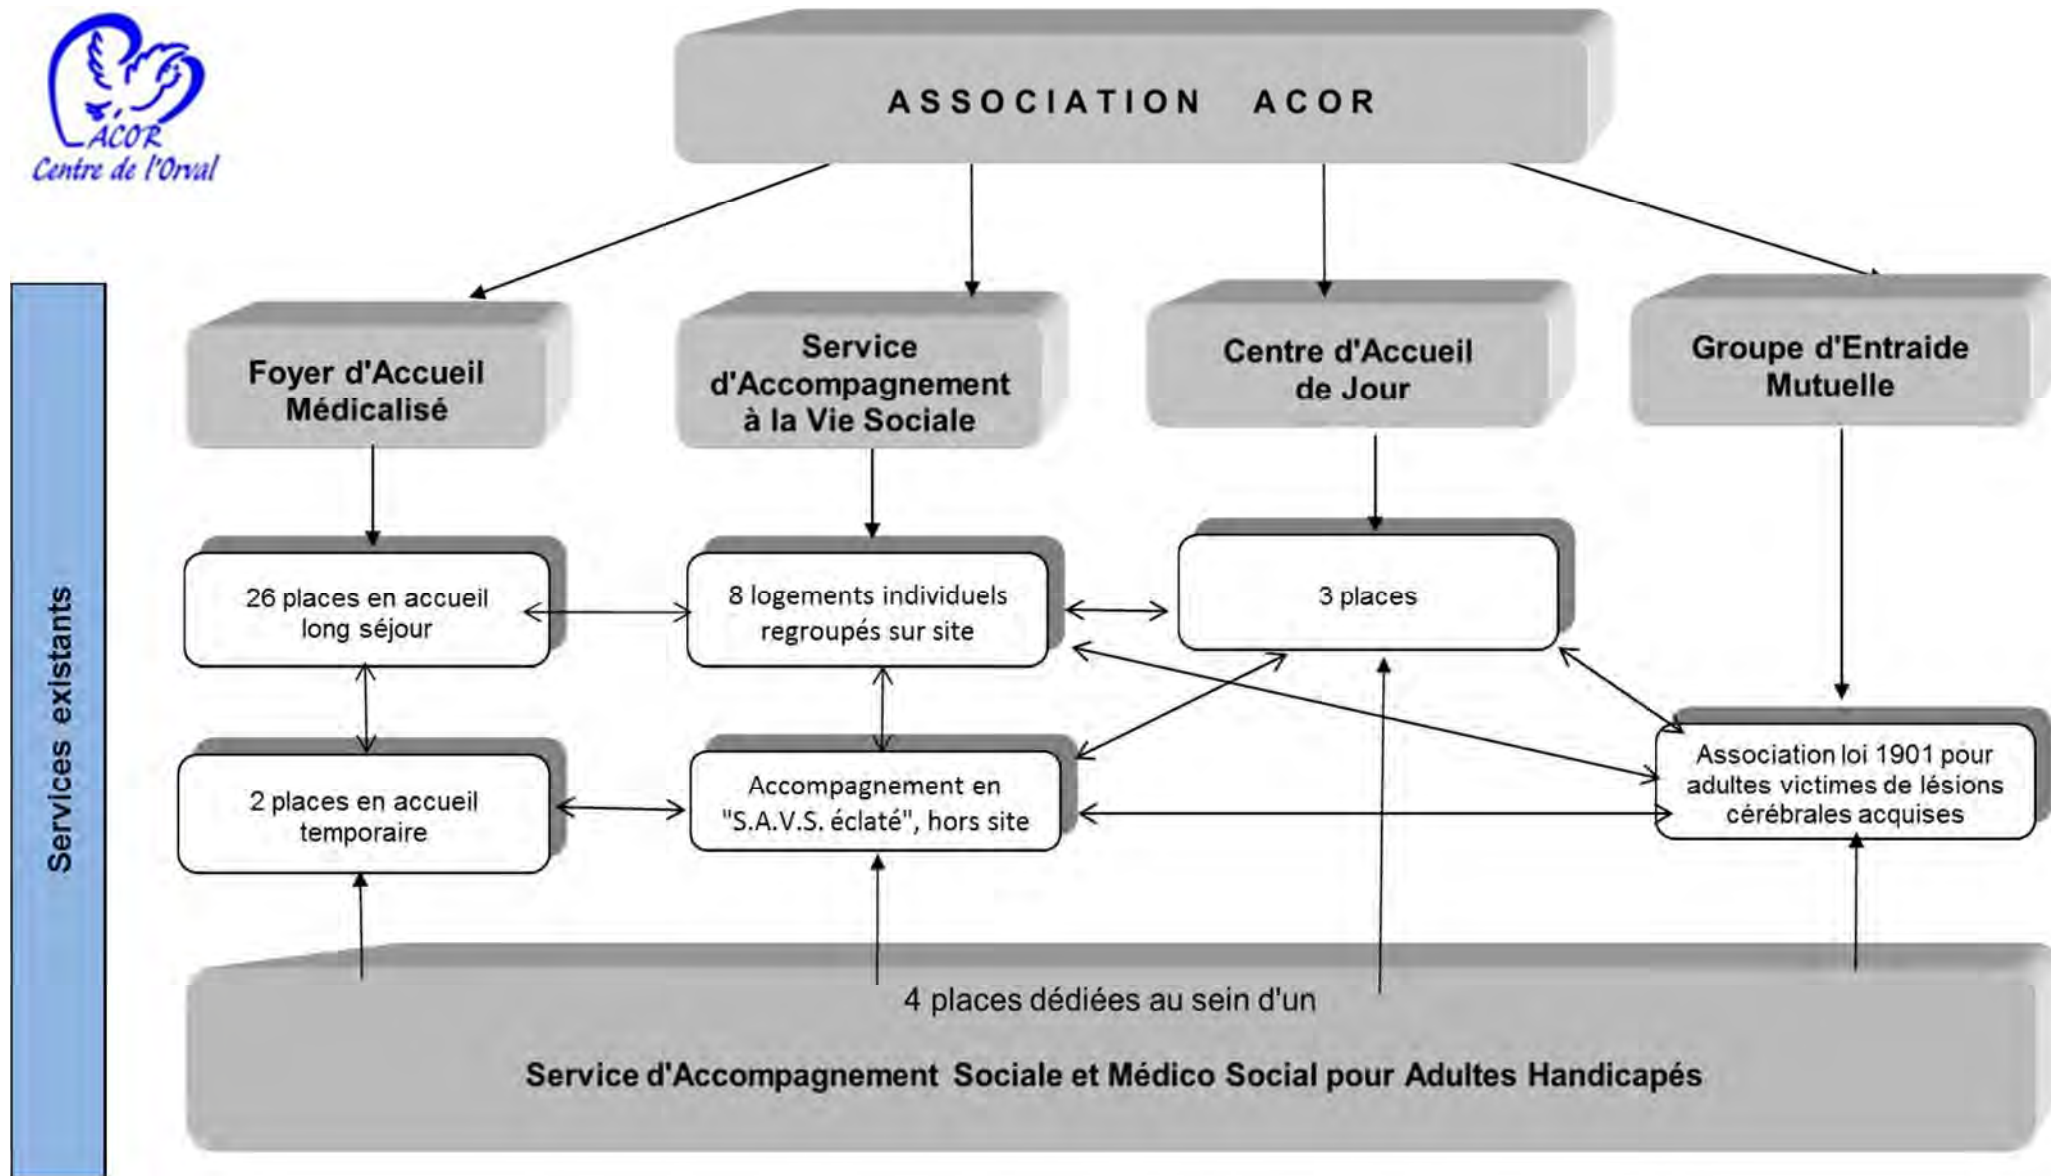 ACOR
Centre de l'Orval
ASSOCIATION ACOR
Services existants
Foyer d'Accueil
Médicalisé
Service
d'Accompagnement
à la Vie Sociale
Centre d'Accueil
de Jour
Groupe d'Entraide
Mutuelle
26 places en accueil
long séjour
8 logements individuels
regroupés sur site
3 places
2 places en accueil
temporaire
Accompagnement en
"S.A.V.S. éclaté", hors site
Association loi 1901 pour
adultes victimes de lésions
cérébrales acquises
4 places dédiées au sein d'un
Service d'Accompagnement Sociale et Médico Social pour Adultes Handicapés